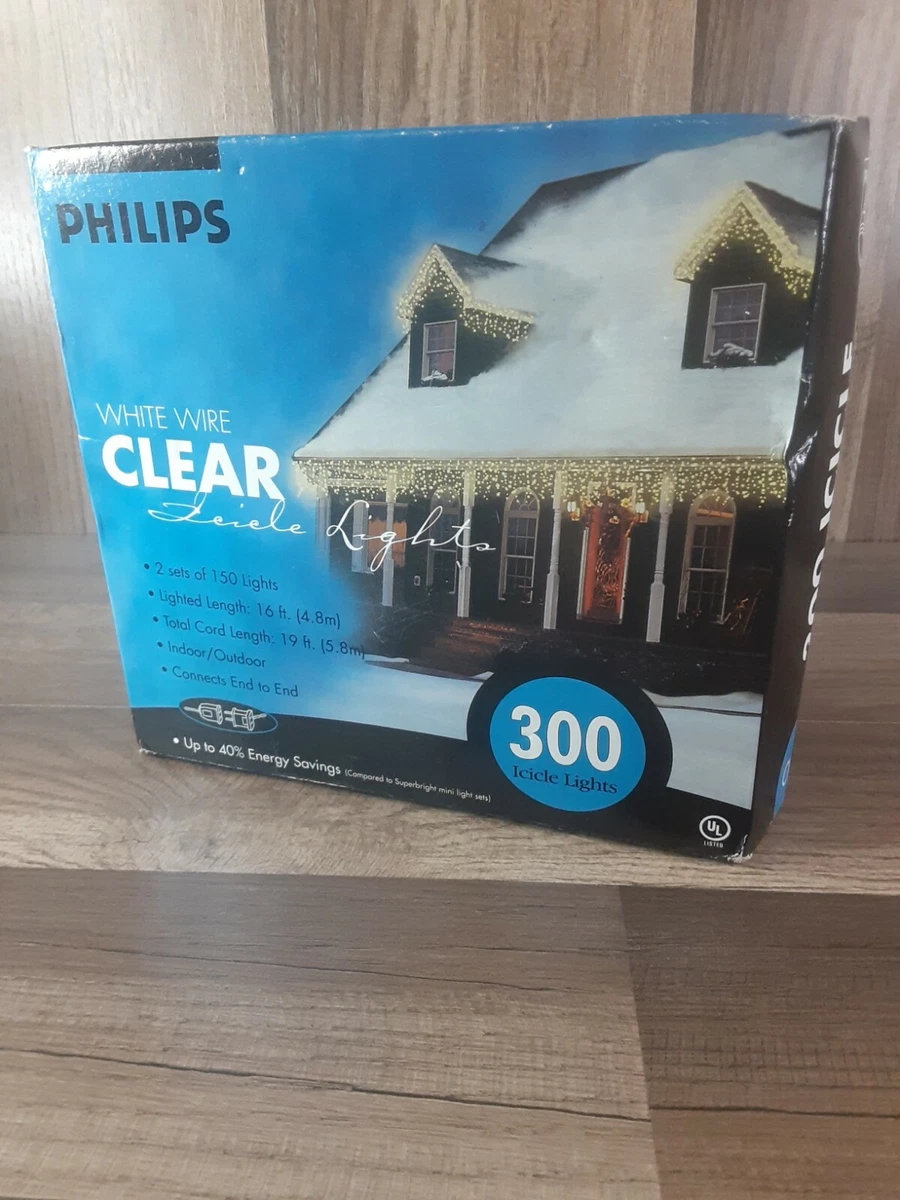 PHILIPS
WHITE WIRE
CLEAR
Icicle Lights
• 2 sets of 150 Lights
• Lighted Length: 16 ft. (4.8m)
• Total Cord Length: 19 ft. (5.8m)
• Indoor/Outdoor
• Connects End to End
• Up to 40% Energy Savings (Compared to Superbright mini light sets)
300
Icicle Lights
UL
LISTED
300 ICICLE